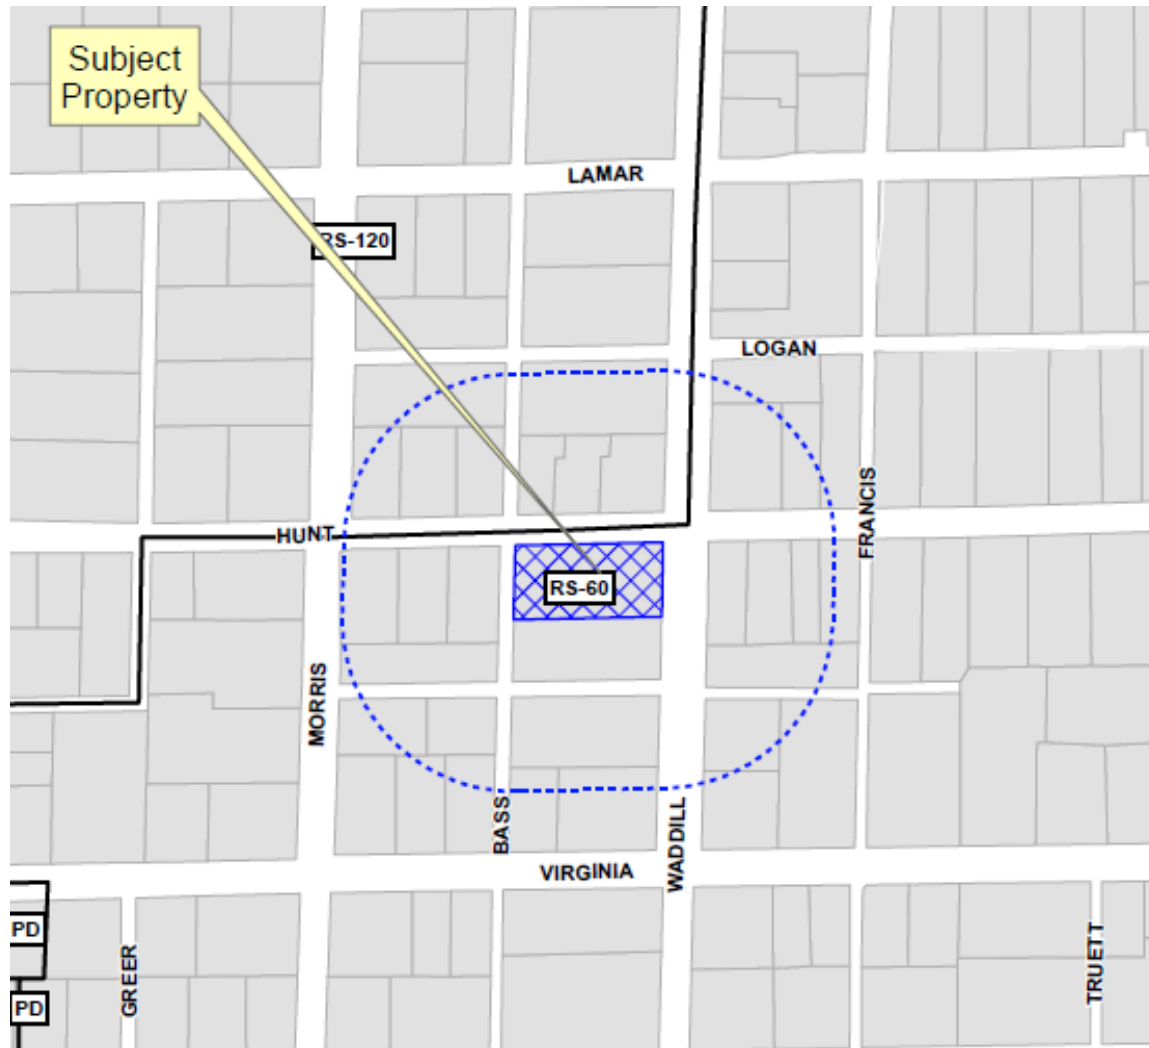 Subject
Property
LAMAR
RS-120
LOGAN
FRANCIS
HUNT
RS-60
MORRIS
BASS
WADDILL
VIRGINIA
PD
GREER
TRUETT
PD